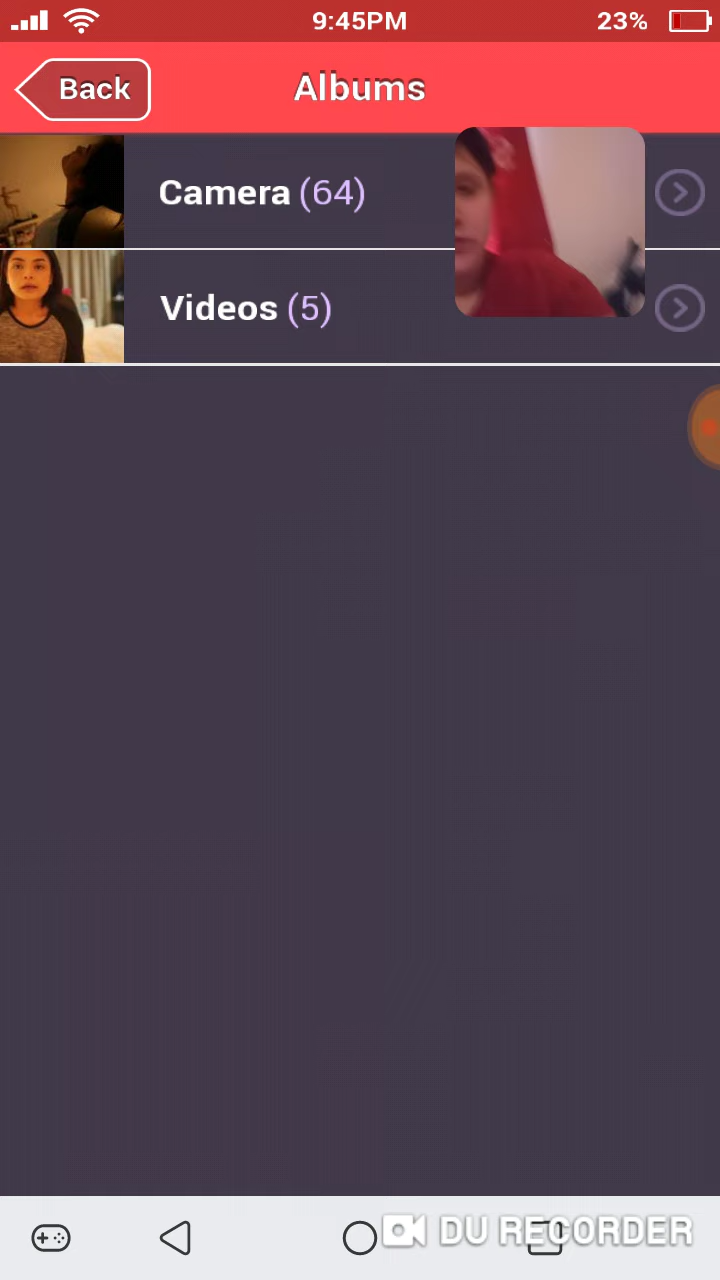 9:45PM
23%
Back
Albums
Camera (64)
Videos (5)
DU RECORDER